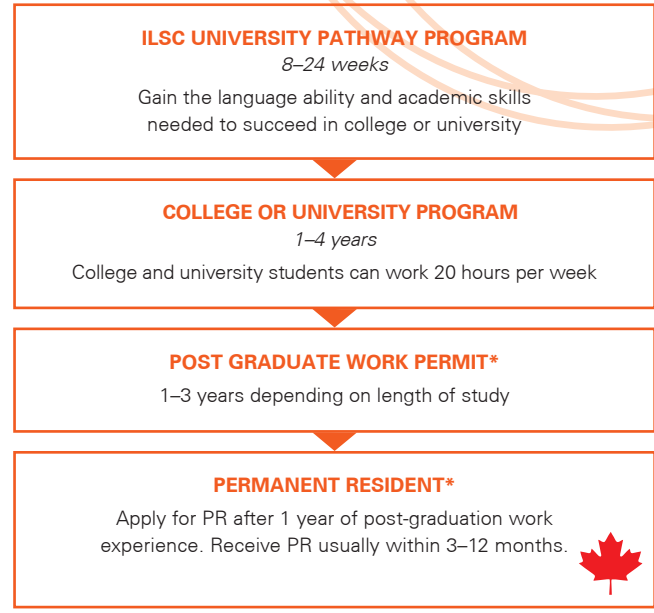 ILSC UNIVERSITY PATHWAY PROGRAM
8–24 weeks
Gain the language ability and academic skills
needed to succeed in college or university
COLLEGE OR UNIVERSITY PROGRAM
1–4 years
College and university students can work 20 hours per week
POST GRADUATE WORK PERMIT*
1–3 years depending on length of study
PERMANENT RESIDENT*
Apply for PR after 1 year of post-graduation work
experience. Receive PR usually within 3–12 months.